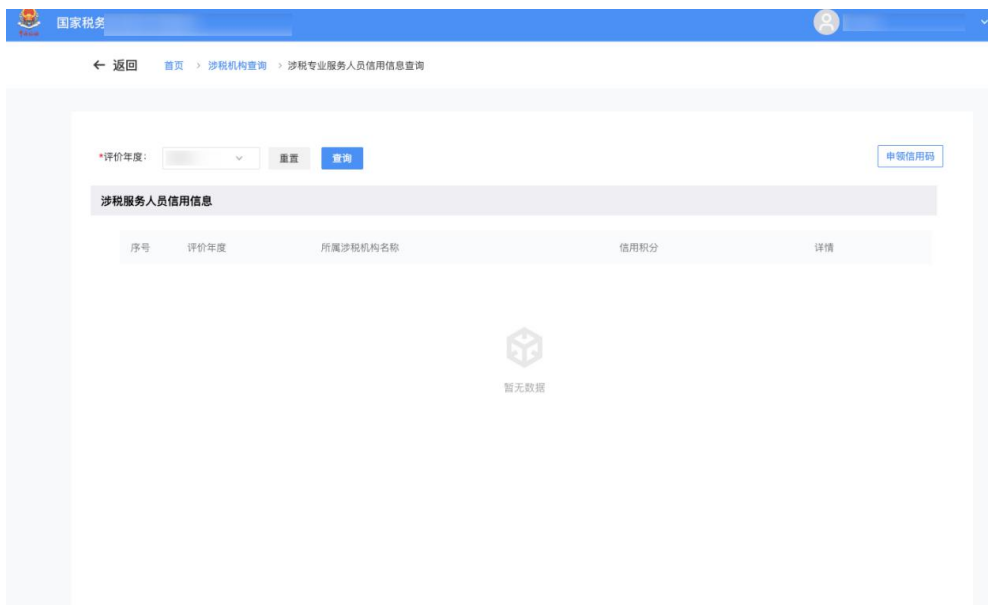 国家税务
← 返回 首页 > 涉税机构查询 > 涉税专业服务人员信用信息查询
*评价年度： 重置 查询 申领信用码
涉税服务人员信用信息
序号 评价年度 所属涉税机构名称 信用积分 详情
暂无数据